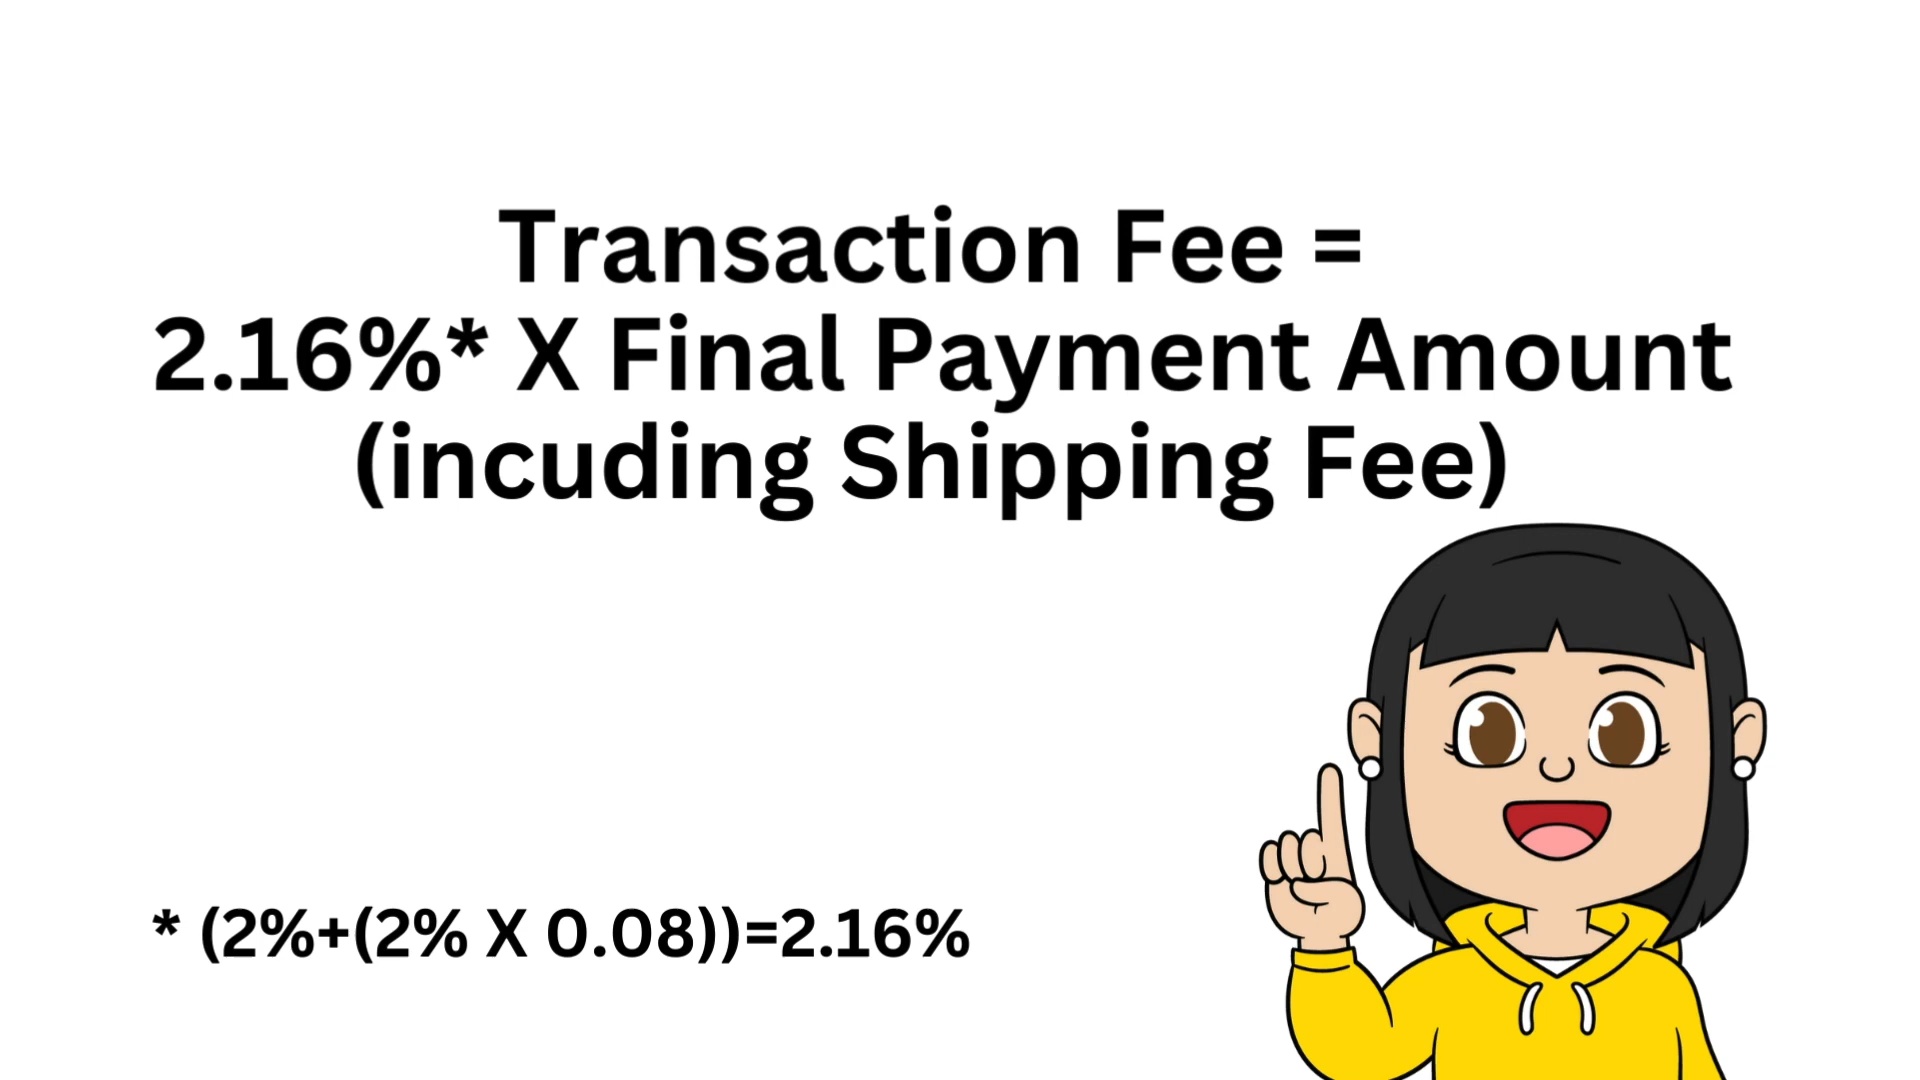 Transaction Fee =
2.16%* X Final Payment Amount
(incuding Shipping Fee)
* (2%+(2% X 0.08))=2.16%